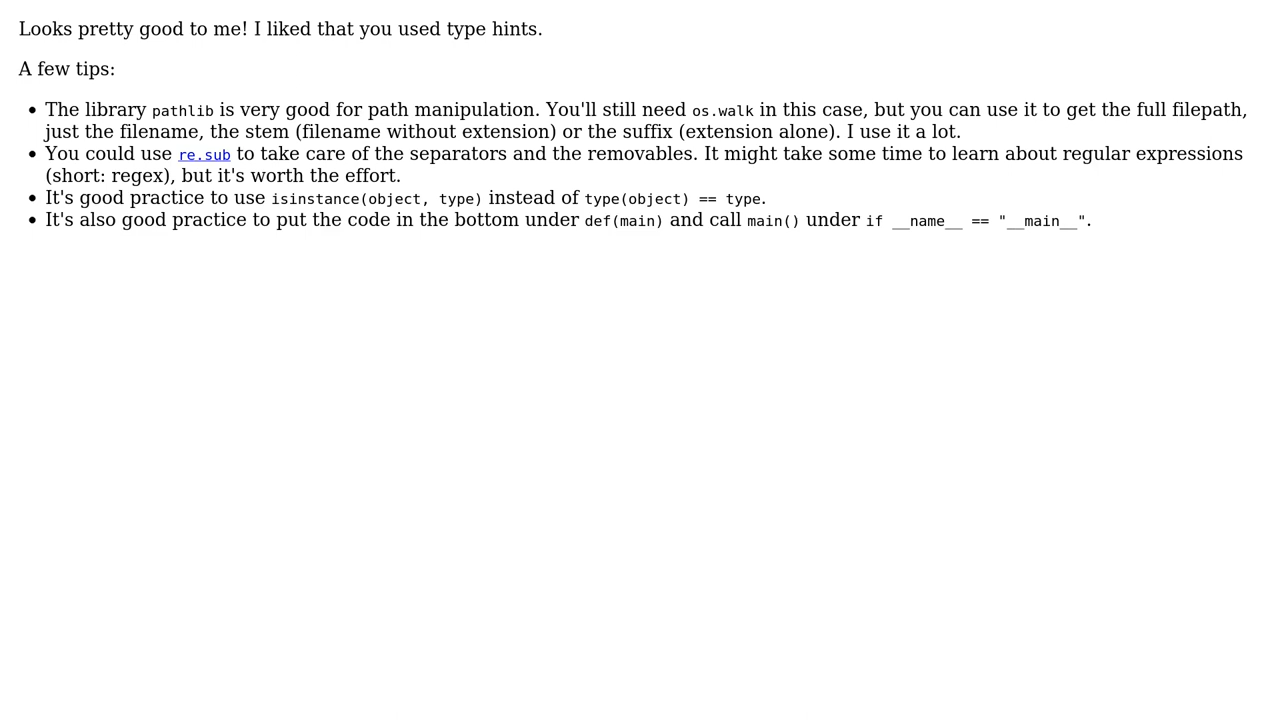 Looks pretty good to me! I liked that you used type hints.
A few tips:
• The library pathlib is very good for path manipulation. You'll still need os.walk in this case, but you can use it to get the full filepath,
just the filename, the stem (filename without extension) or the suffix (extension alone). I use it a lot.
• You could use re.sub to take care of the separators and the removables. It might take some time to learn about regular expressions
(short: regex), but it's worth the effort.
• It's good practice to use isinstance(object, type) instead of type(object) == type.
• It's also good practice to put the code in the bottom under def(main) and call main() under if __name__ == "__main__".